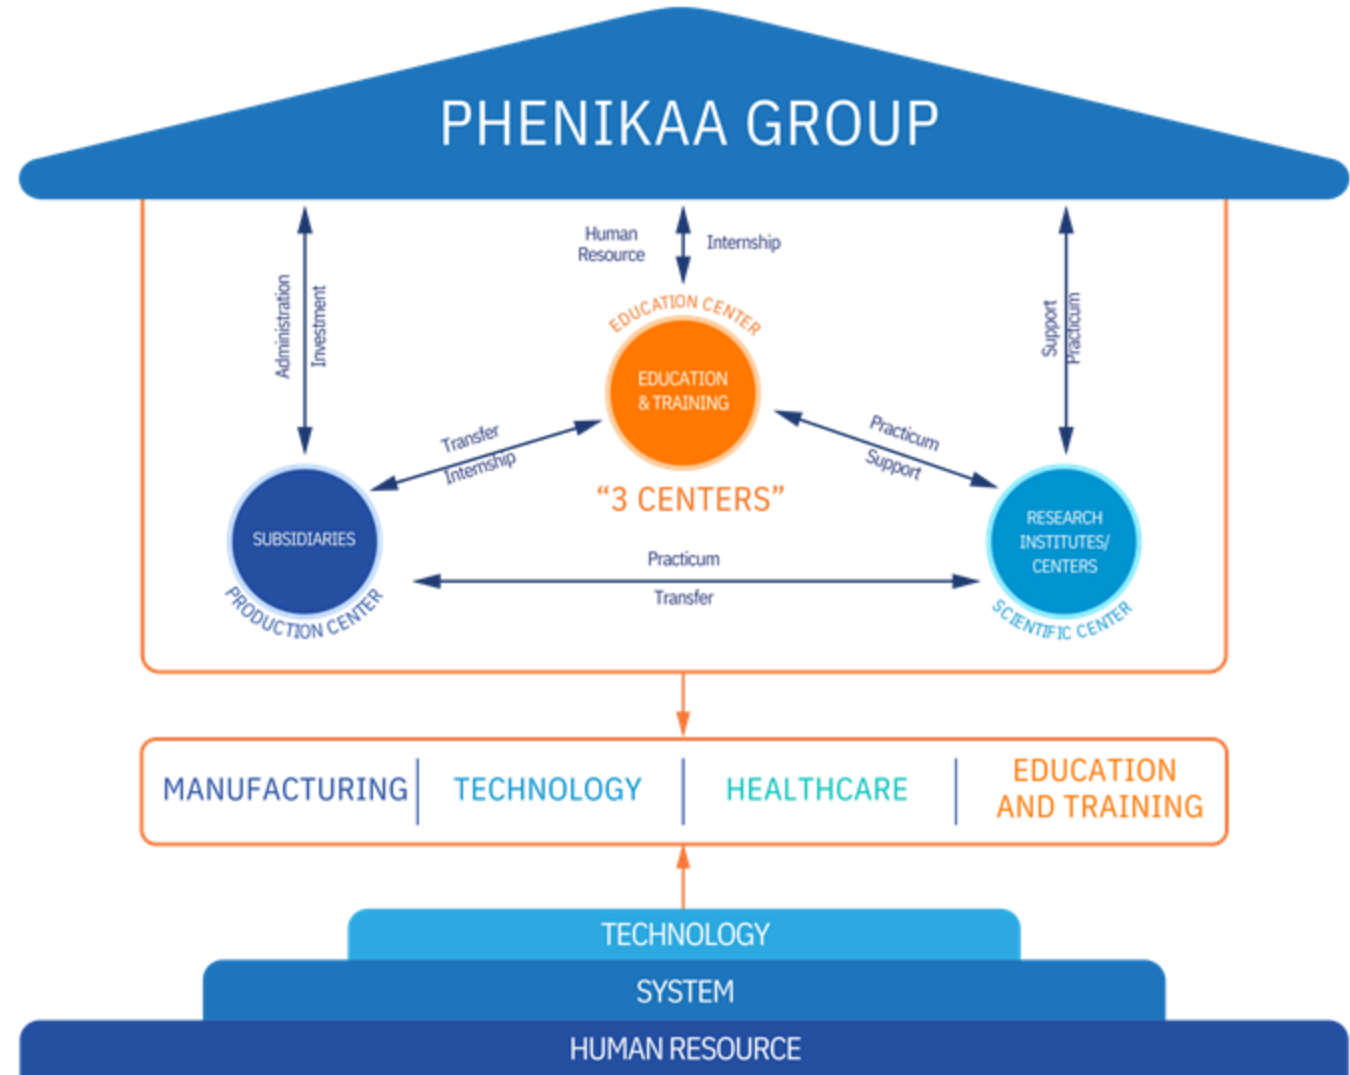 PHENIKAA GROUP
Human
Resource
Internship
Administration
Investment
Support
Practicum
EDUCATION CENTER
EDUCATION
& TRAINING
Transfer
Internship
Practicum
Support
"3 CENTERS"
SUBSIDIARIES
PRODUCTION CENTER
Practicum
Transfer
RESEARCH
INSTITUTES/
CENTERS
SCIENTIFIC CENTER
MANUFACTURING
TECHNOLOGY
HEALTHCARE
EDUCATION
AND TRAINING
TECHNOLOGY
SYSTEM
HUMAN RESOURCE